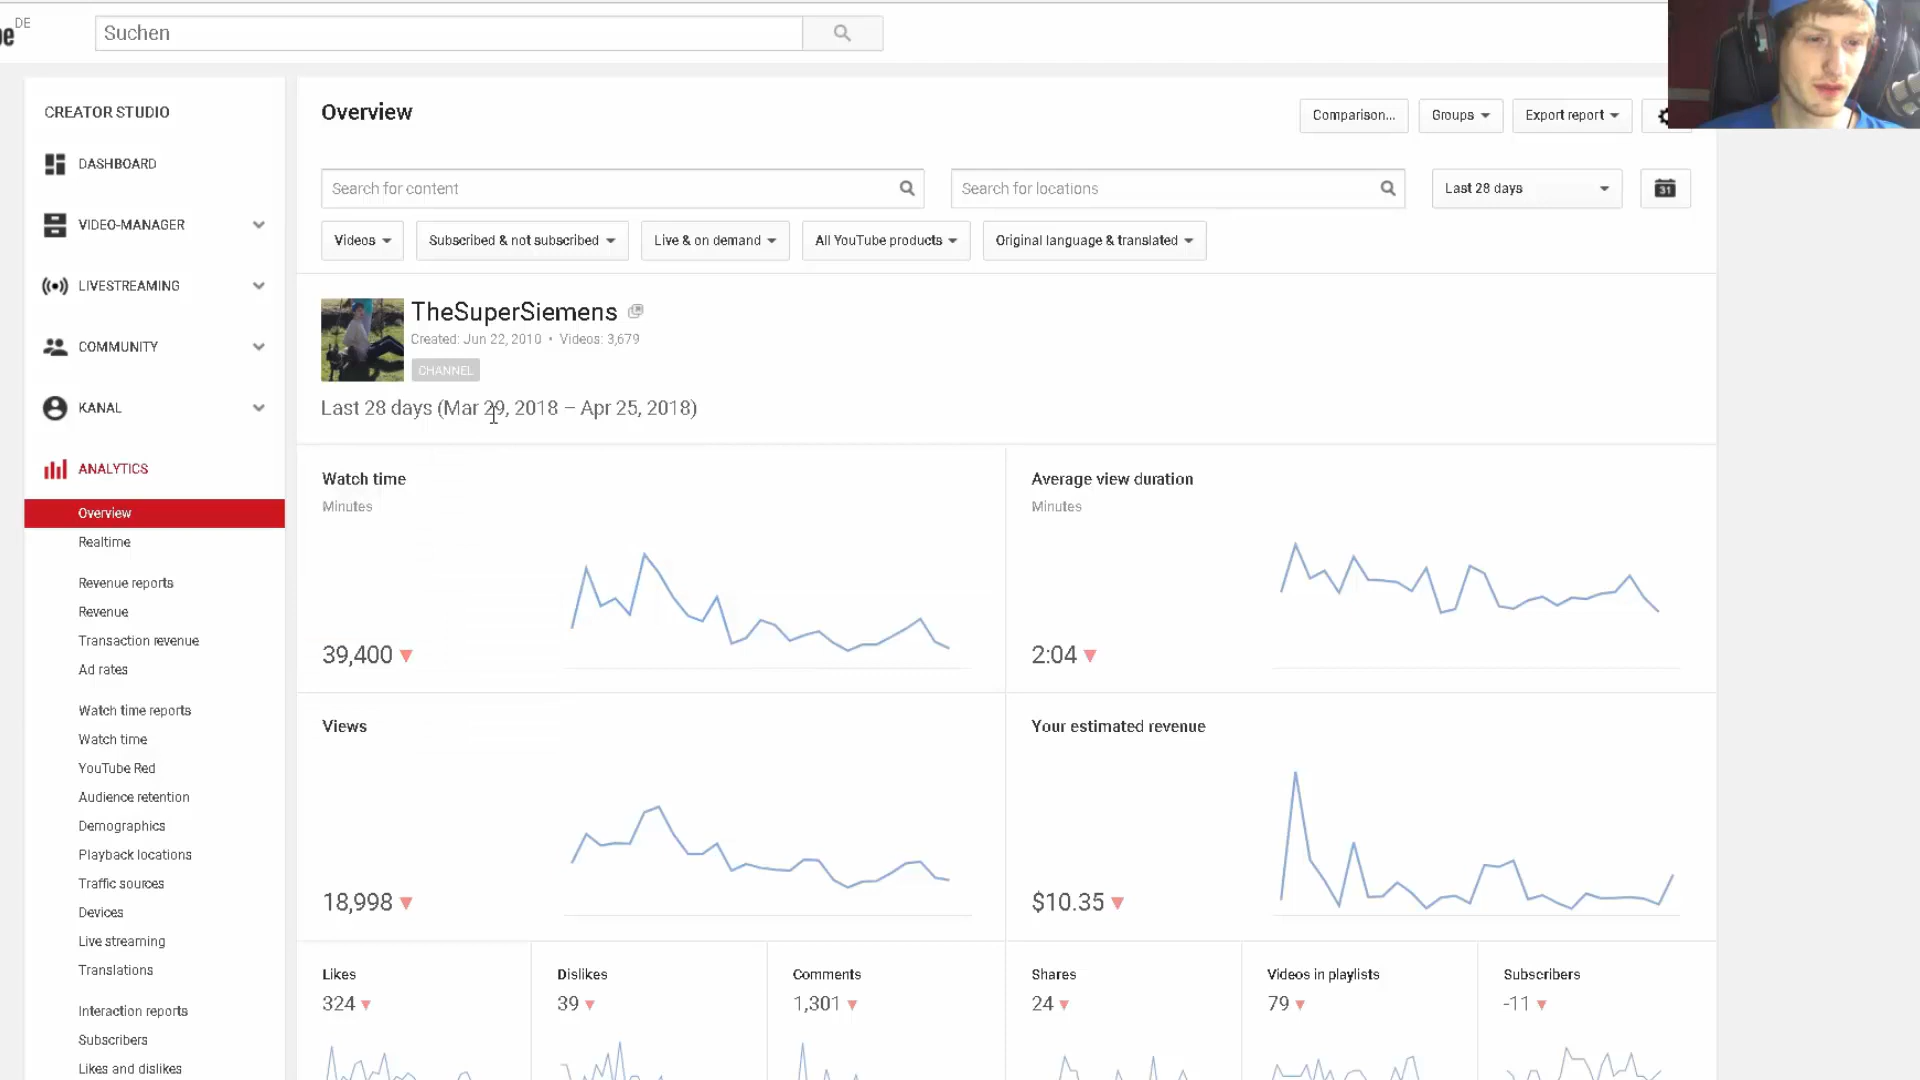 DE
Suchen
CREATOR STUDIO
DASHBOARD
VIDEO-MANAGER
LIVESTREAMING
COMMUNITY
KANAL
ANALYTICS
Overview
Realtime
Revenue reports
Revenue
Transaction revenue
Ad rates
Watch time reports
Watch time
YouTube Red
Audience retention
Demographics
Playback locations
Traffic sources
Devices
Live streaming
Translations
Interaction reports
Subscribers
Likes and dislikes
Overview
Comparison... Groups Export report
Search for content Search for locations Last 28 days 31
Videos Subscribed & not subscribed Live & on demand All YouTube products Original language & translated
TheSuperSiemens
Created: Jun 22, 2010 • Videos: 3,679
CHANNEL
Last 28 days (Mar 29, 2018 – Apr 25, 2018)
Watch time
Minutes
39,400
Average view duration
Minutes
2:04
Views
18,998
Your estimated revenue
$10.35
Likes
324
Dislikes
39
Comments
1,301
Shares
24
Videos in playlists
79
Subscribers
-11